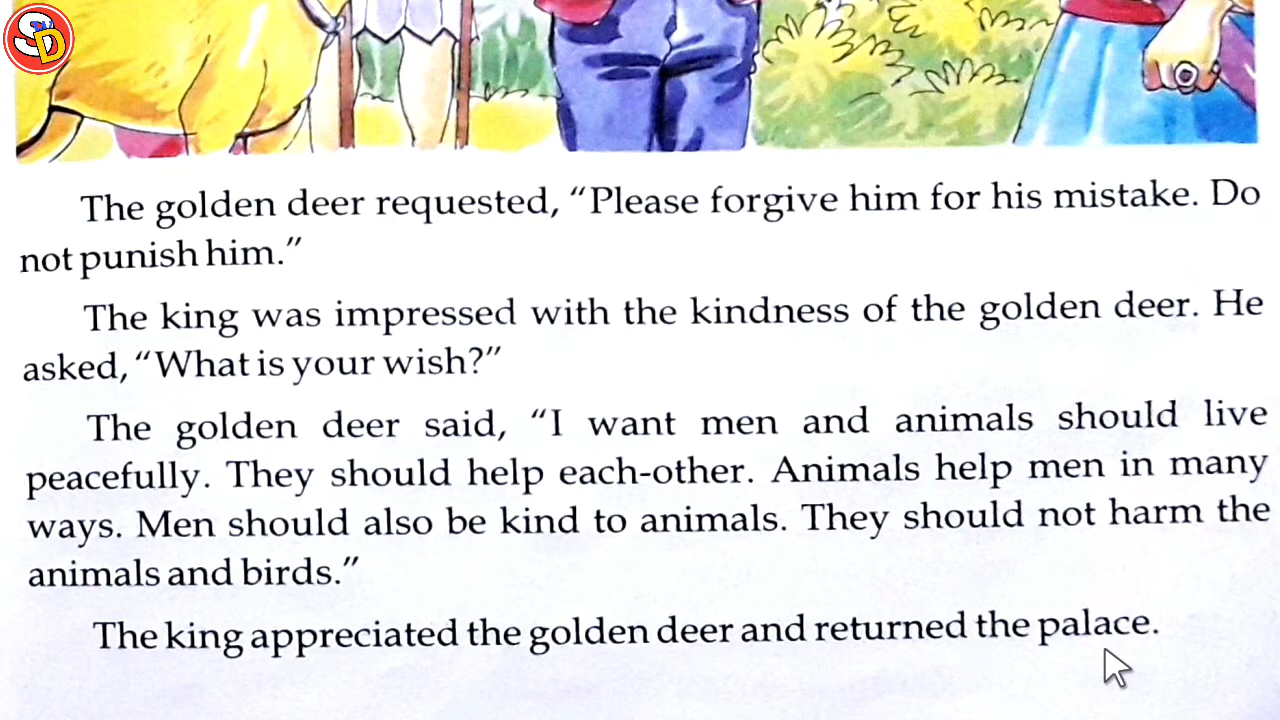 SD
The golden deer requested, “Please forgive him for his mistake. Do
not punish him.”
The king was impressed with the kindness of the golden deer. He
asked, “What is your wish?”
The golden deer said, “I want men and animals should live
peacefully. They should help each-other. Animals help men in many
ways. Men should also be kind to animals. They should not harm the
animals and birds.”
The king appreciated the golden deer and returned the palace.